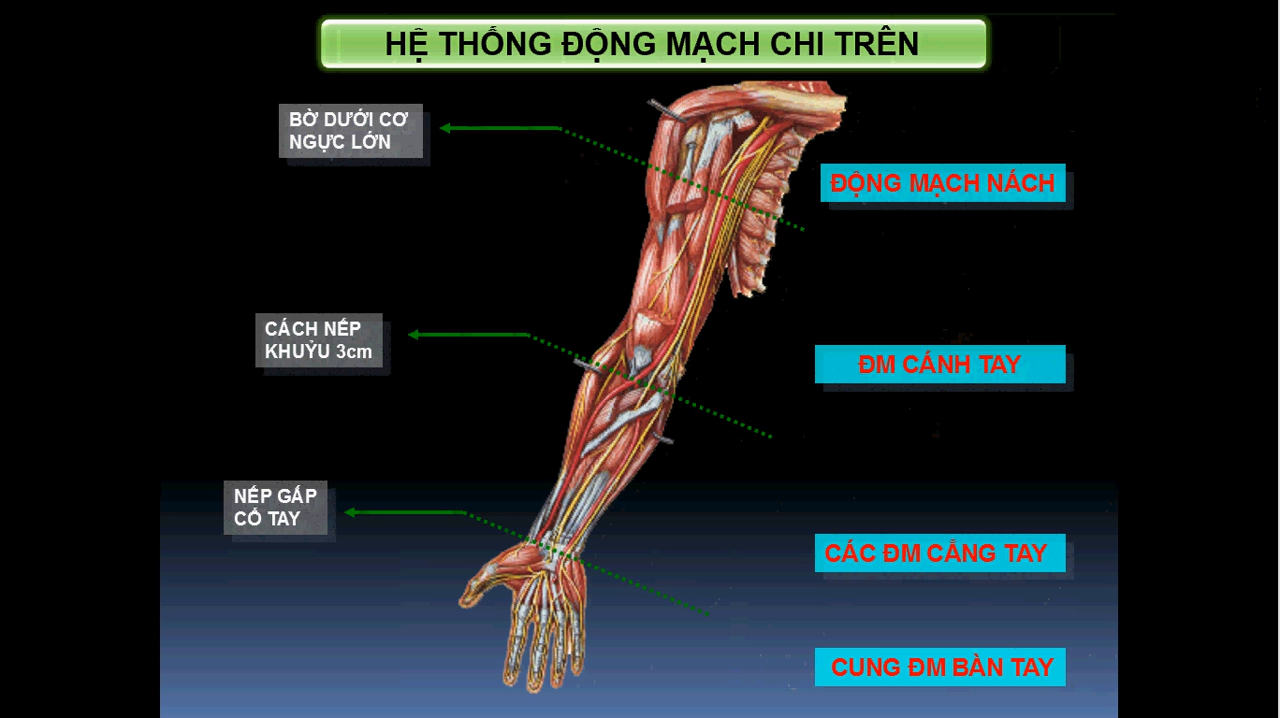 HỆ THỐNG ĐỘNG MẠCH CHI TRÊN
BỜ DƯỚI CƠ
NGỰC LỚN
ĐỘNG MẠCH NÁCH
CÁCH NẾP
KHUỶU 3cm
ĐM CÁNH TAY
NẾP GẤP
CỔ TAY
CÁC ĐM CẲNG TAY
CUNG ĐM BÀN TAY